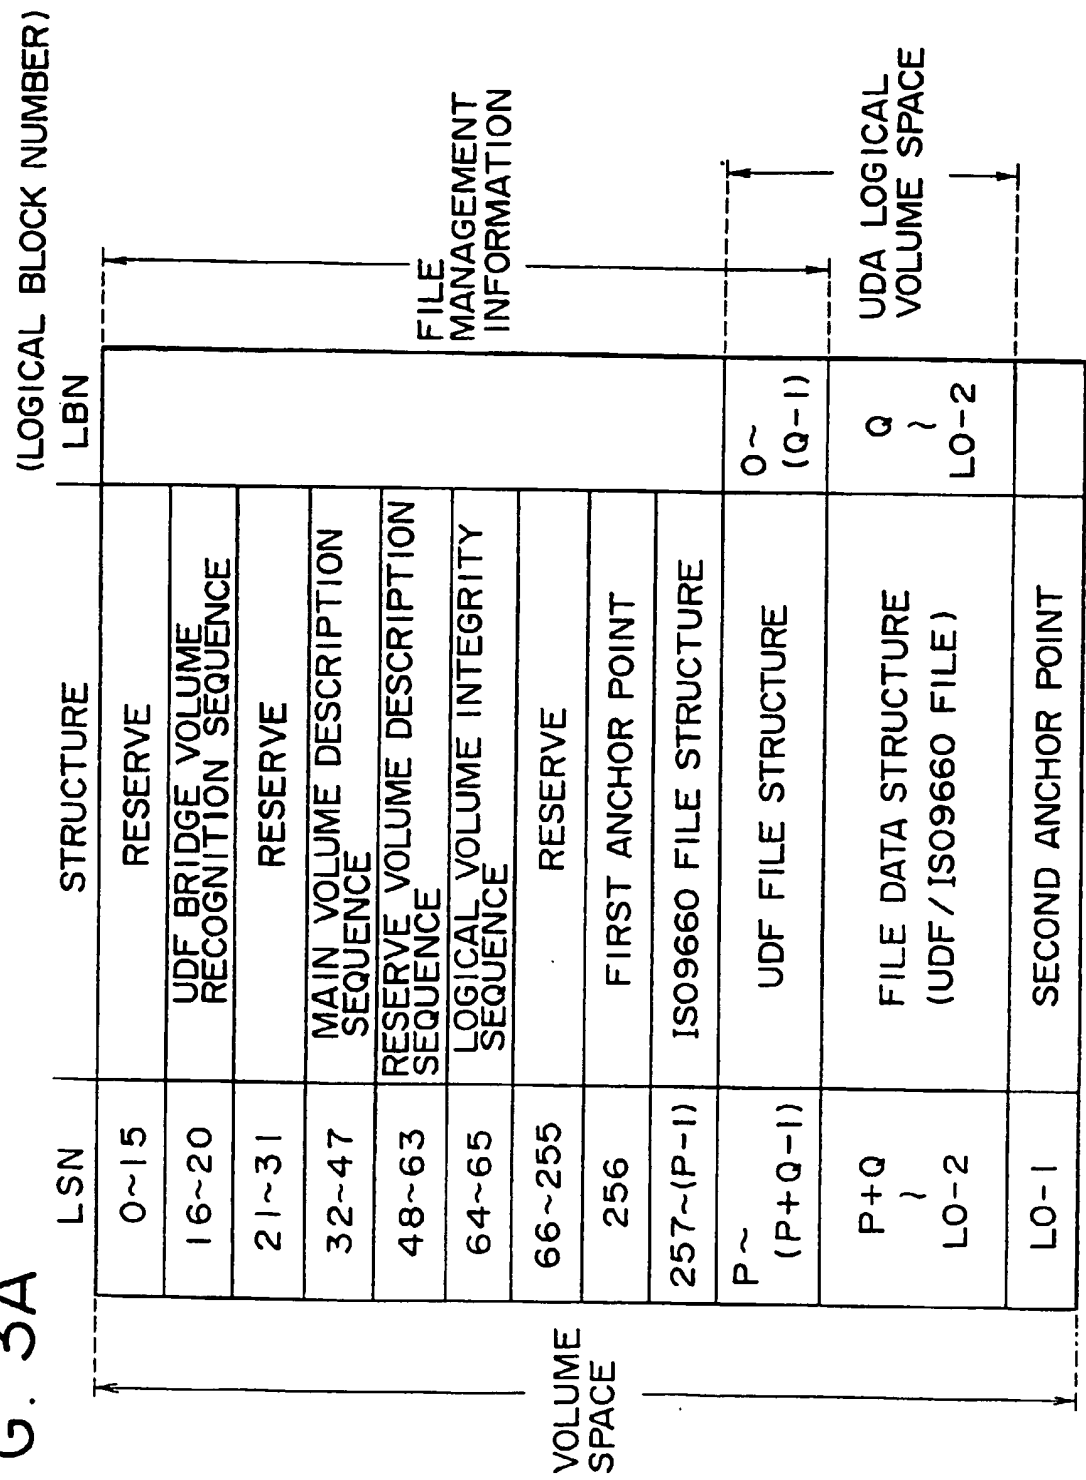 G. 3A
(LOGICAL BLOCK NUMBER)
LSN STRUCTURE LBN
0~15 RESERVE
16~20 UDF BRIDGE VOLUME
RECOGNITION SEQUENCE
21~31 RESERVE
32~47 MAIN VOLUME DESCRIPTION
SEQUENCE
48~63 RESERVE VOLUME DESCRIPTION
SEQUENCE
64~65 LOGICAL VOLUME INTEGRITY
SEQUENCE
66~255 RESERVE
256 FIRST ANCHOR POINT
257~(P-1) ISO9660 FILE STRUCTURE
P~
(P+Q-1)
UDF FILE STRUCTURE
0~
(Q-1)
P+Q
~
LO-2
FILE DATA STRUCTURE
(UDF/ISO9660 FILE)
Q
~
LO-2
LO-1 SECOND ANCHOR POINT
VOLUME
SPACE
FILE
MANAGEMENT
INFORMATION
UDA LOGICAL
VOLUME SPACE